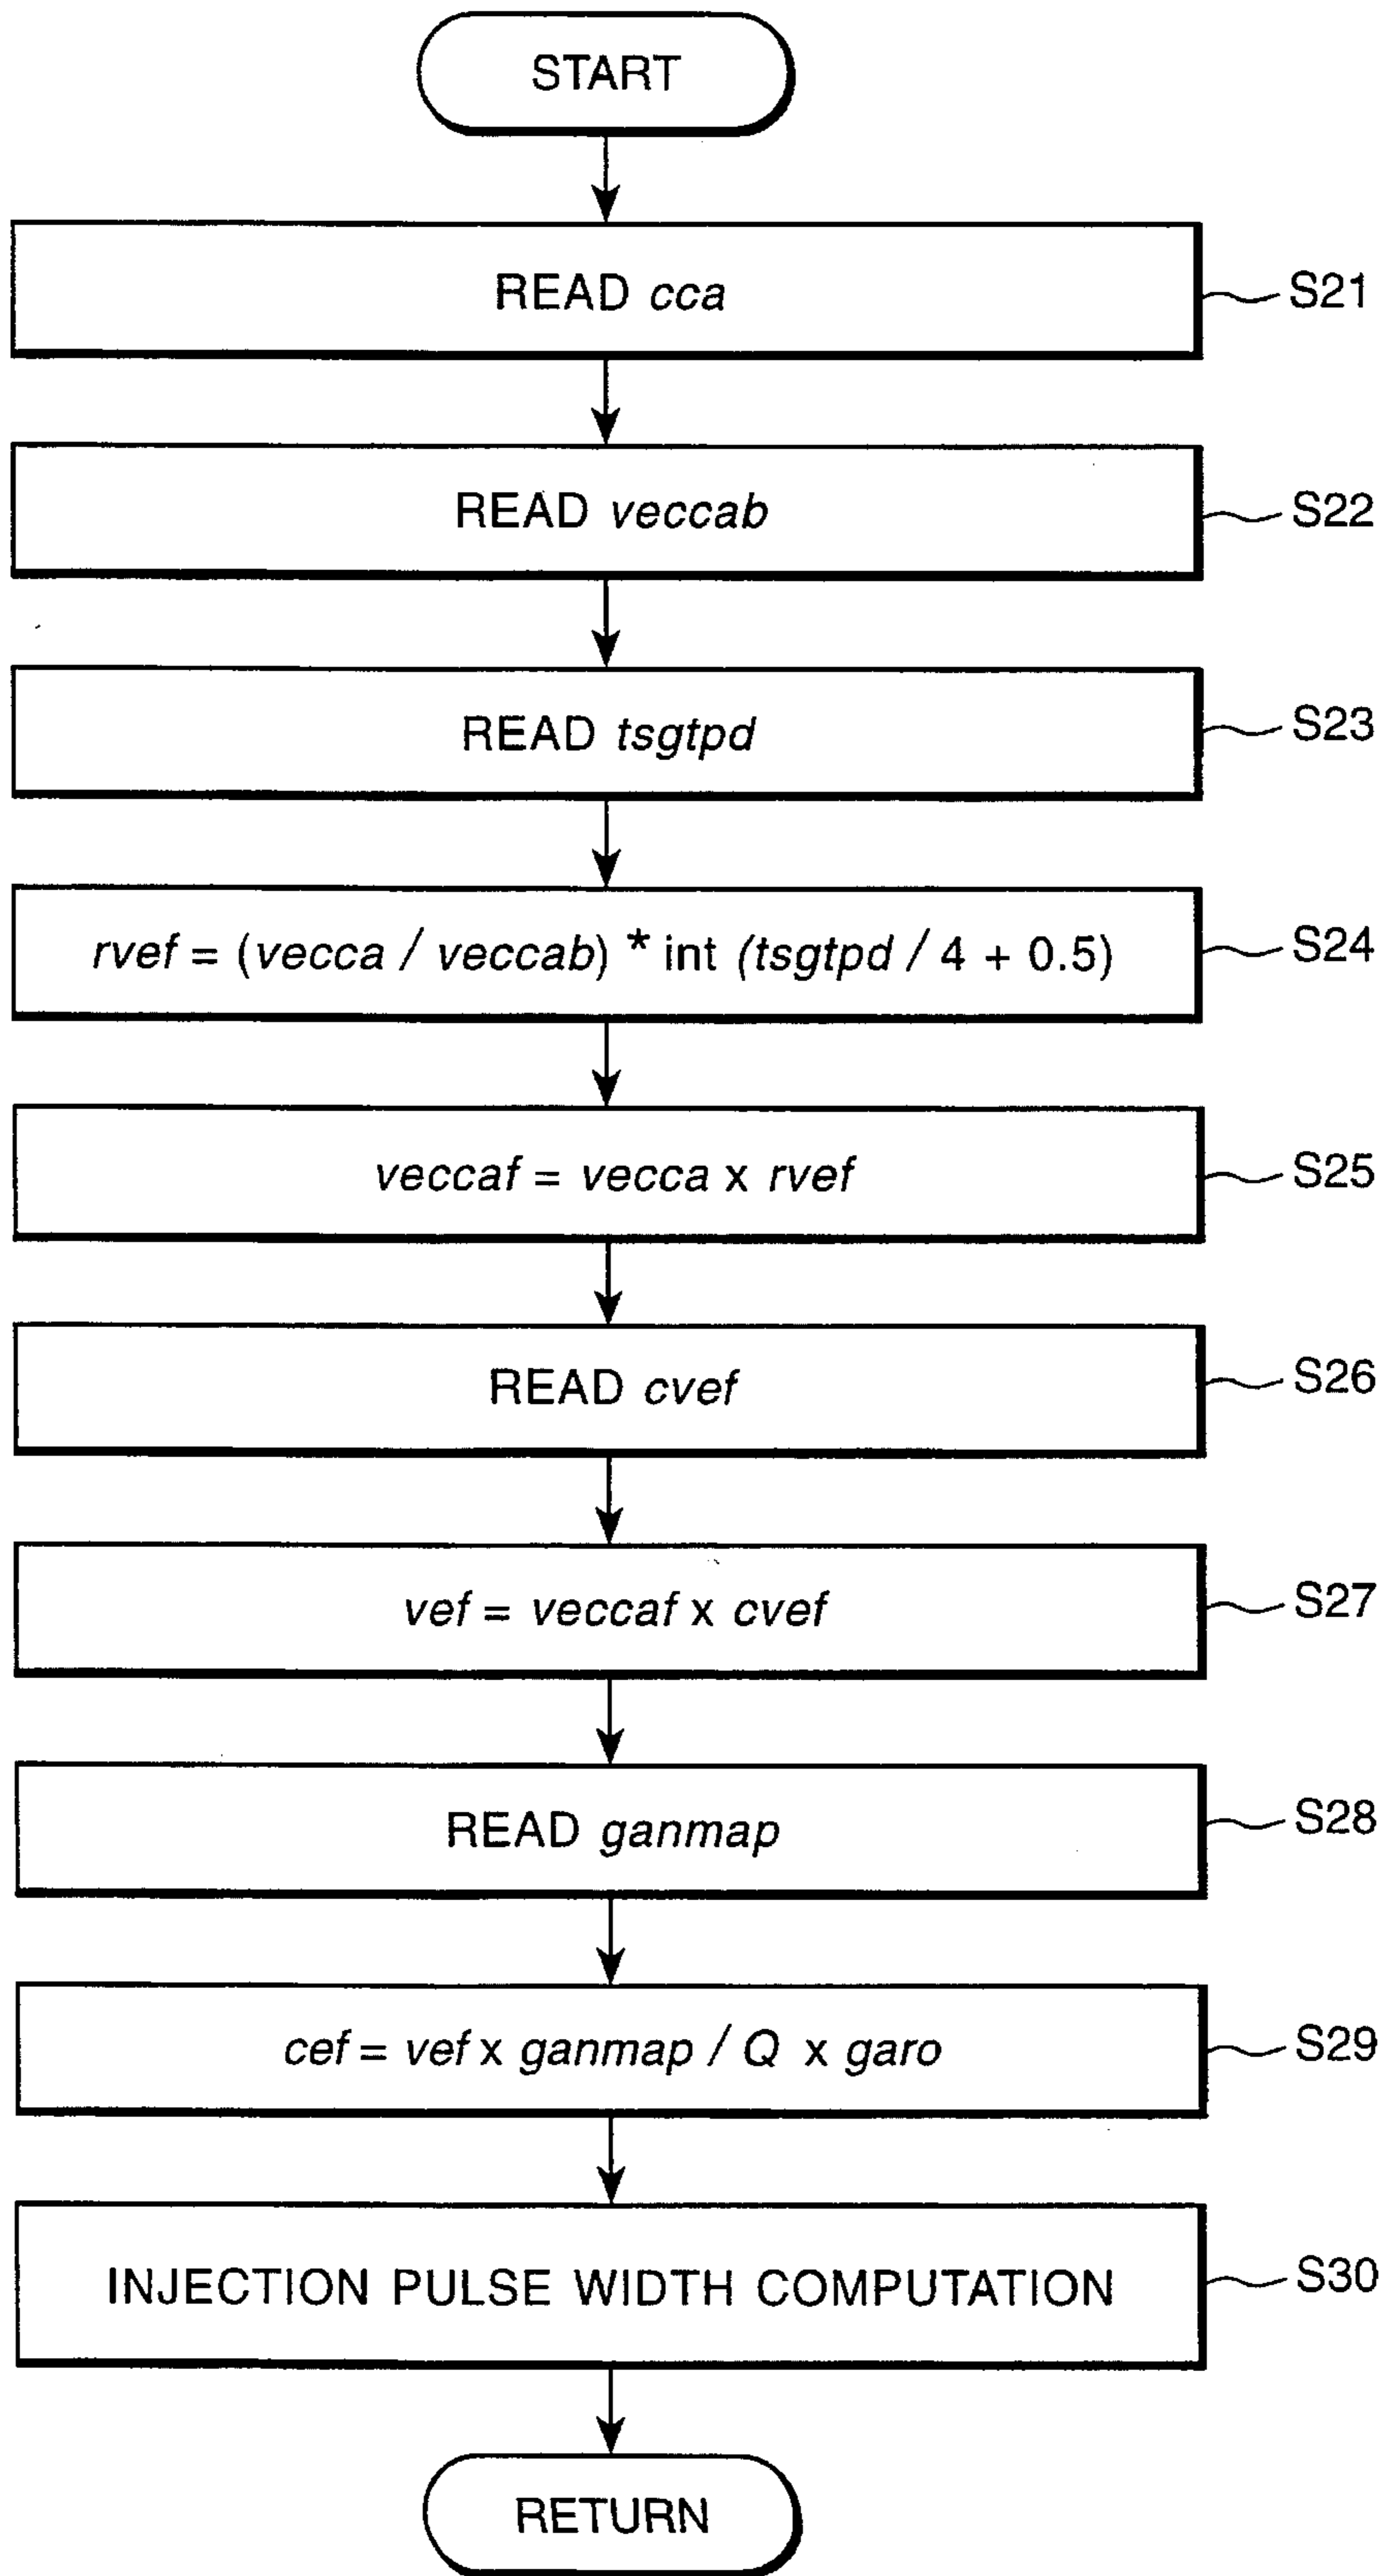 START
READ cca
S21
READ veccab
S22
READ tsgtpd
S23
rvef = (vecca / veccab) * int (tsgtpd / 4 + 0.5)
S24
veccaf = vecca x rvef
S25
READ cvef
S26
vef = veccaf x cvef
S27
READ ganmap
S28
cef = vef x ganmap / Q x garo
S29
INJECTION PULSE WIDTH COMPUTATION
S30
RETURN